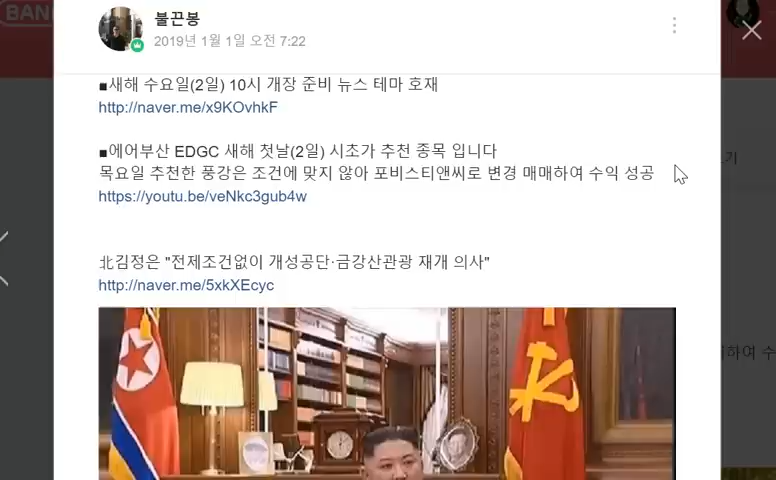 BAN
불끈봉
2019년 1월 1일 오전 7:22
■새해 수요일(2일) 10시 개장 준비 뉴스 테마 호재
http://naver.me/x9KOvhkF
■에어부산 EDGC 새해 첫날(2일) 시초가 추천 종목 입니다
목요일 추천한 풍강은 조건에 맞지 않아 포비스티앤씨로 변경 매매하여 수익 성공
https://youtu.be/veNkc3gub4w
北김정은 "전제조건없이 개성공단·금강산관광 재개 의사"
http://naver.me/5xkXEcyc
하여 수